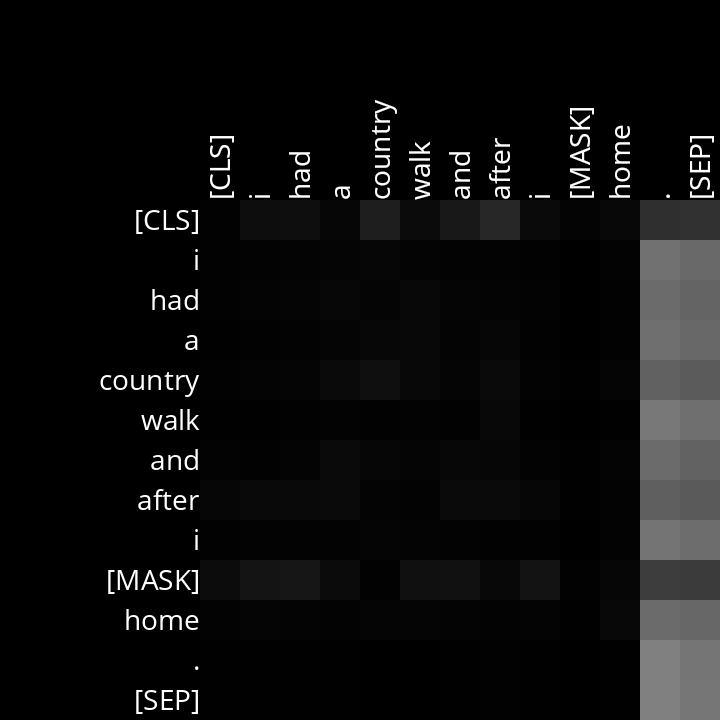 [CLS] i had a country walk and after i [MASK] home . [SEP]
[CLS]
i
had
a
country
walk
and
after
i
[MASK]
home
.
[SEP]